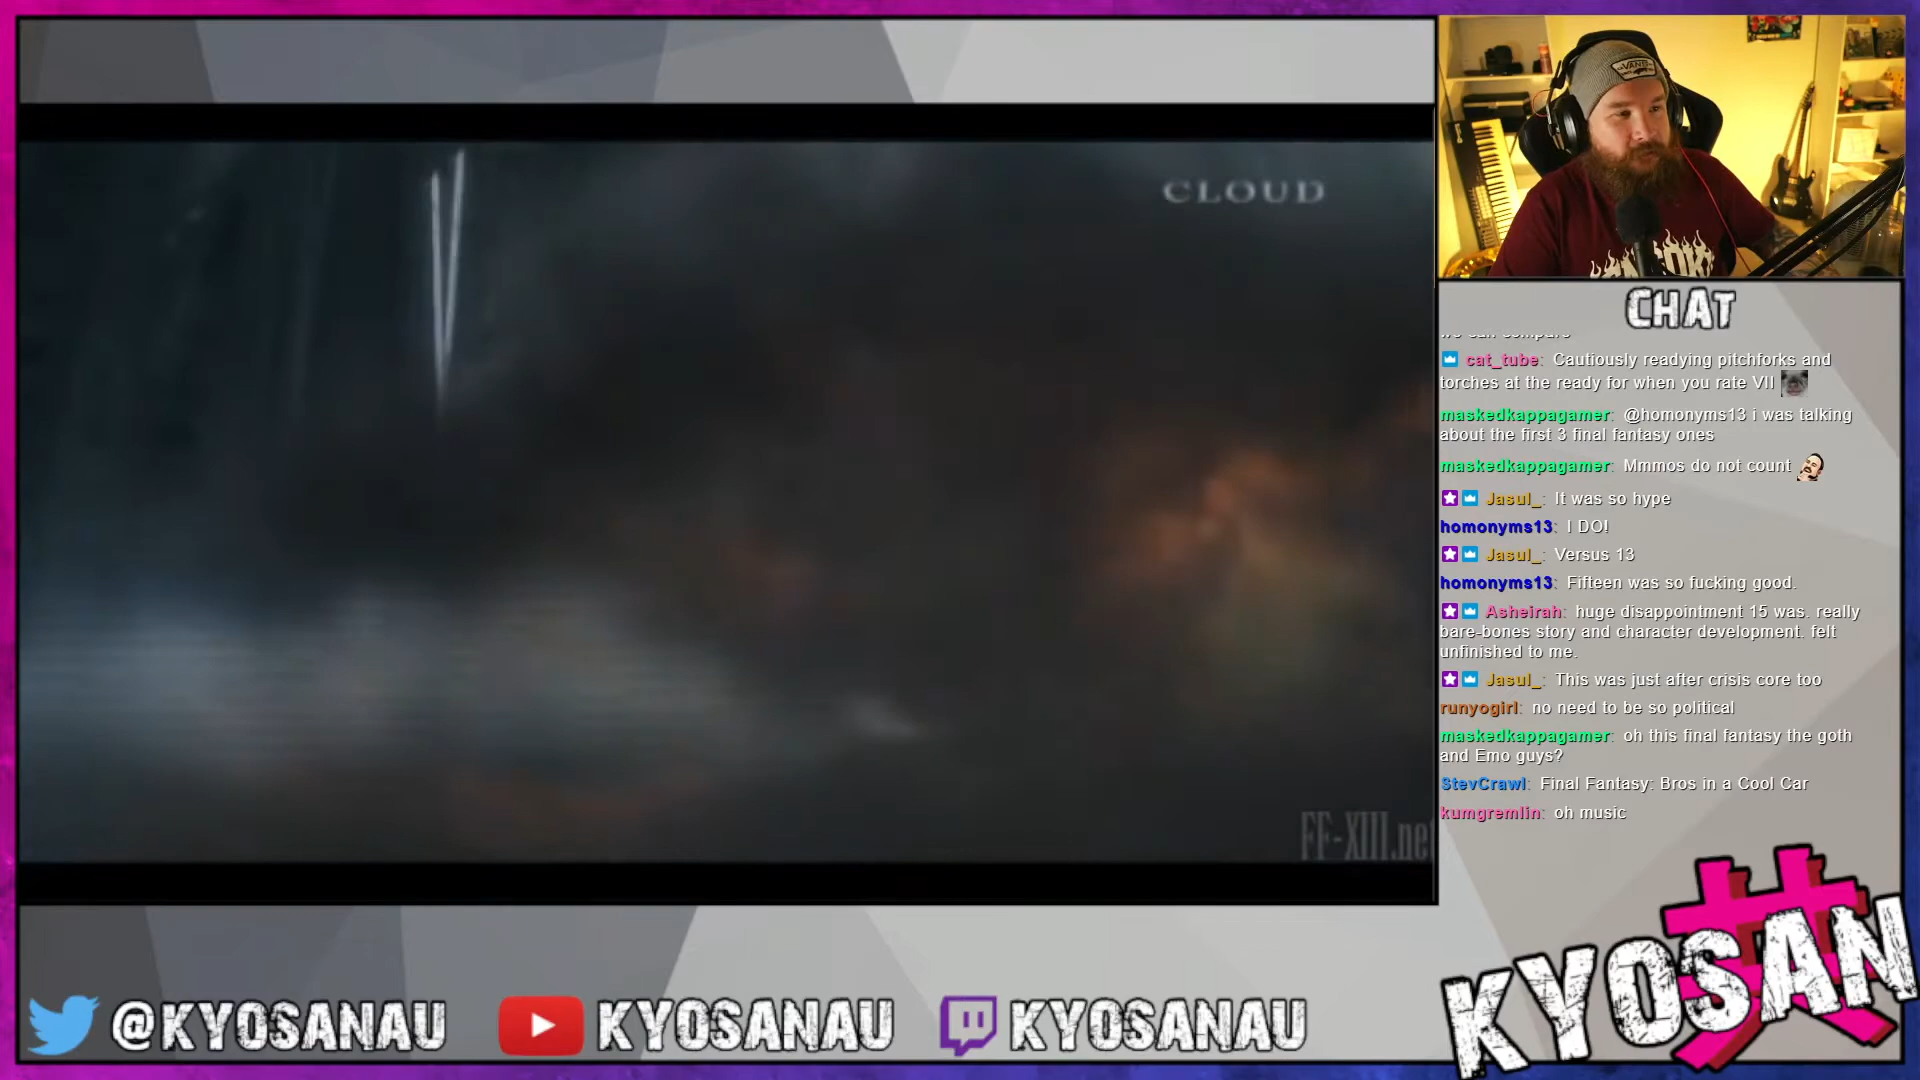 CLOUD
FF-XIII.net
VANS
CHAT
we can compare
cat_tube: Cautiously readying pitchforks and
torches at the ready for when you rate VII
maskedkappagamer: @homonyms13 i was talking
about the first 3 final fantasy ones
maskedkappagamer: Mmmos do not count
Jasul_: It was so hype
homonyms13: I DO!
Jasul_: Versus 13
homonyms13: Fifteen was so fucking good.
Asheirah: huge disappointment 15 was. really
bare-bones story and character development. felt
unfinished to me.
Jasul_: This was just after crisis core too
runyogirl: no need to be so political
maskedkappagamer: oh this final fantasy the goth
and Emo guys?
StevCrawl: Final Fantasy: Bros in a Cool Car
kumgremlin: oh music
@KYOSANAU
KYOSANAU
KYOSANAU
KYOSAN